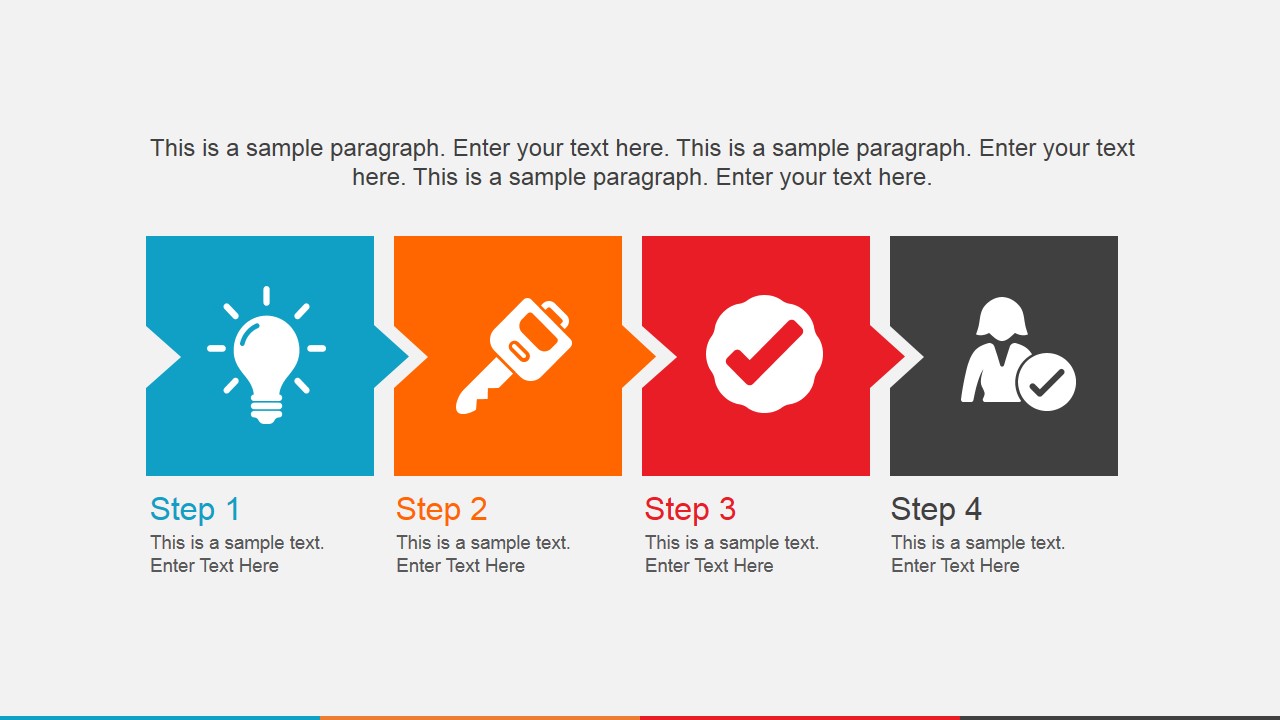 This is a sample paragraph. Enter your text here. This is a sample paragraph. Enter your text
here. This is a sample paragraph. Enter your text here.
Step 1
This is a sample text.
Enter Text Here
Step 2
This is a sample text.
Enter Text Here
Step 3
This is a sample text.
Enter Text Here
Step 4
This is a sample text.
Enter Text Here